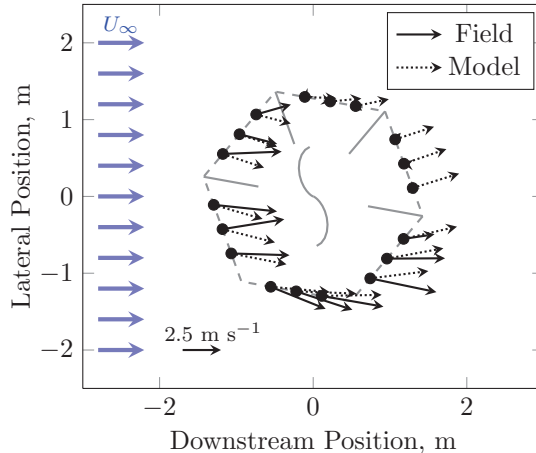 U∞
Field
Model
2
1
0
−1
−2
Lateral Position, m
2.5 m s⁻¹
−2
0
2
Downstream Position, m